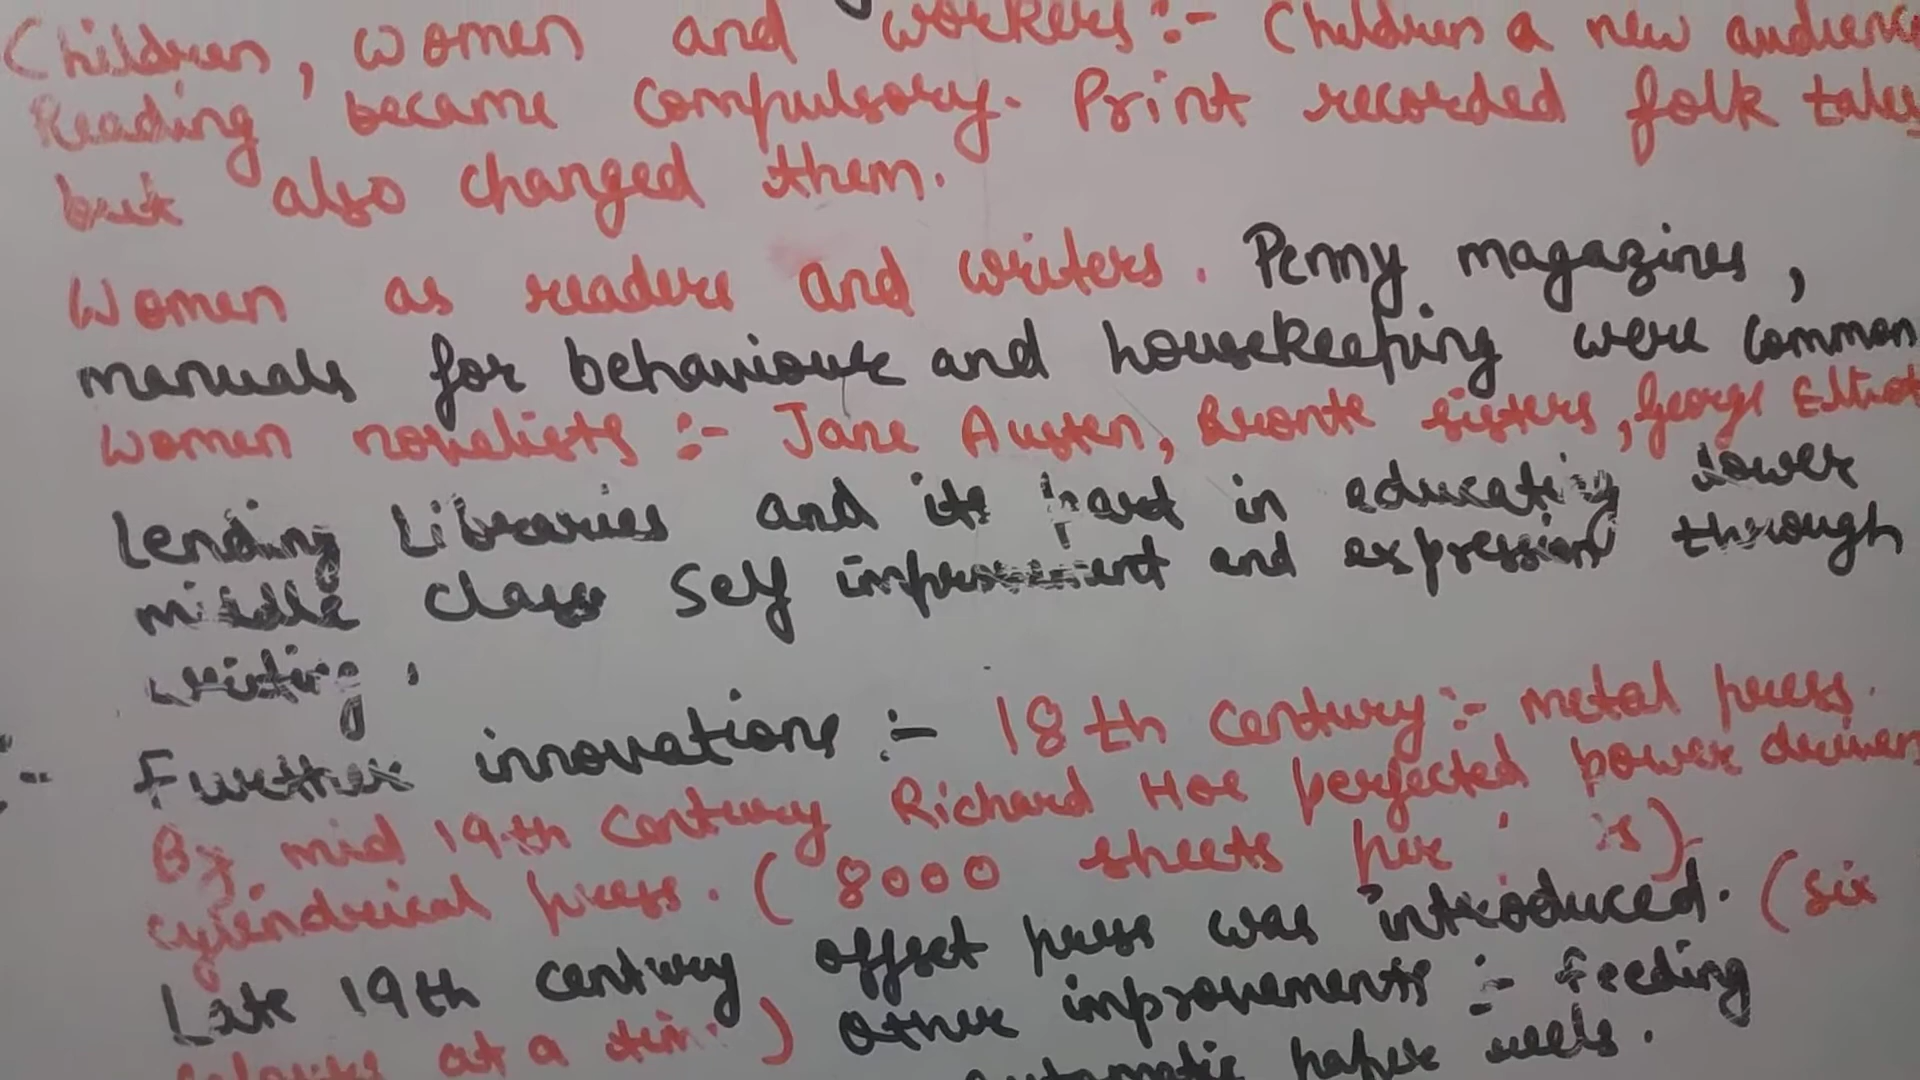 Children, women and workers :- Children a new audience
Reading became compulsory. Print recorded folk tales
but also changed them.
Women as readers and writers. Penny magazines,
manuals for behaviour and housekeeping were common
Women novelists :- Jane Austen, Bronte sisters, George Elliot
Lending Libraries and its part in educating lower
middle class Self improvement and expression through
writing.
Further innovations :- 18th century :- metal press.
By mid 19th century Richard Hoe perfected power driven
cylindrical press. (8000 sheets per
Late 19th century offset press was introduced. (six
colours at a time) Other improvements :- Feeding
automatic paper reels.